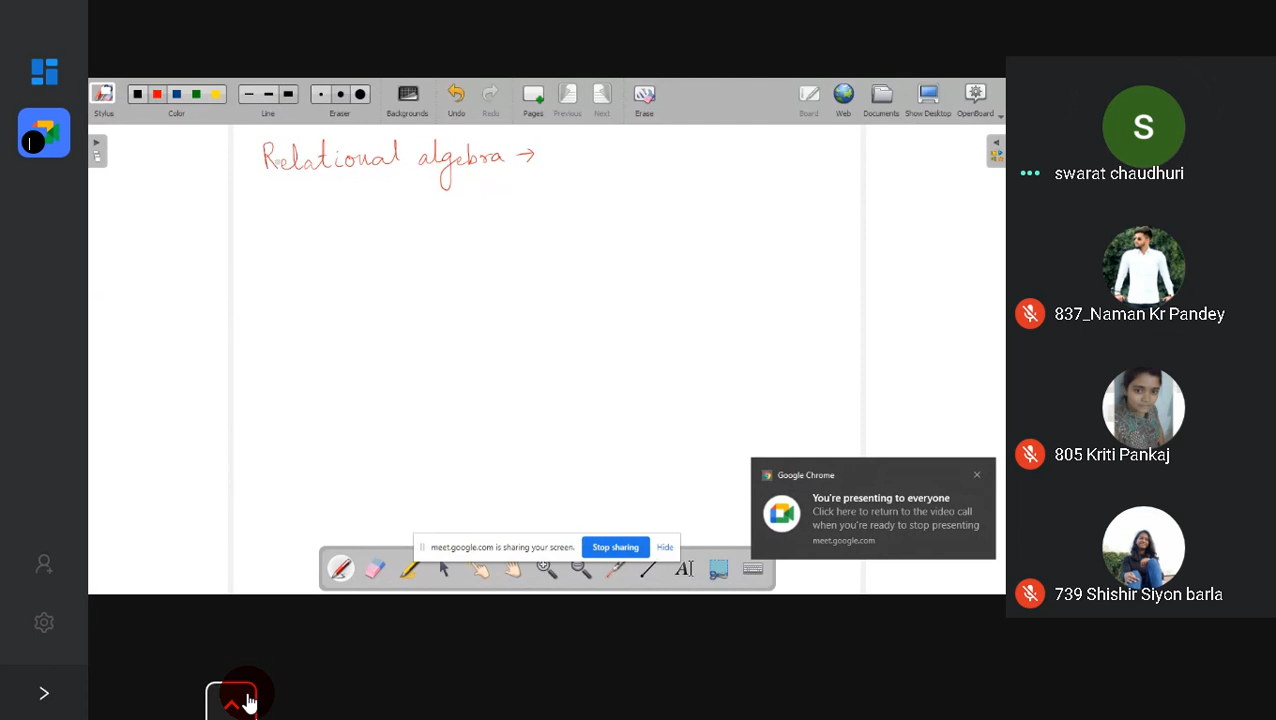 Stylus
Color
Line
Eraser
Backgrounds
Undo
Redo
Pages
Previous
Next
Erase
Board
Web
Documents
Show Desktop
OpenBoard
Relational algebra →
S
swarat chaudhuri
837_Naman Kr Pandey
805 Kriti Pankaj
739 Shishir Siyon barla
Google Chrome
You're presenting to everyone
Click here to return to the video call
when you're ready to stop presenting
meet.google.com
meet.google.com is sharing your screen.
Stop sharing
Hide